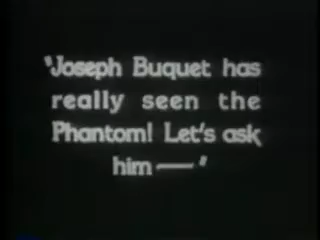 'Joseph Buquet has
really seen the
Phantom! Let's ask
him—'